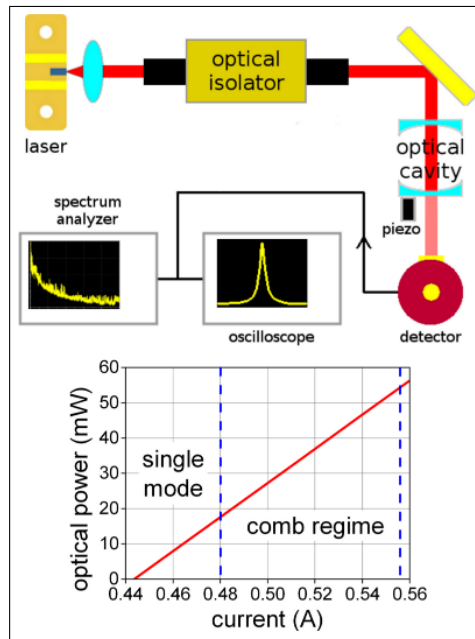 laser
optical
isolator
optical
cavity
piezo
spectrum
analyzer
oscilloscope
detector
optical power (mW)
60
50
40
30
20
10
0
single
mode
comb regime
0.44 0.46 0.48 0.50 0.52 0.54 0.56
current (A)